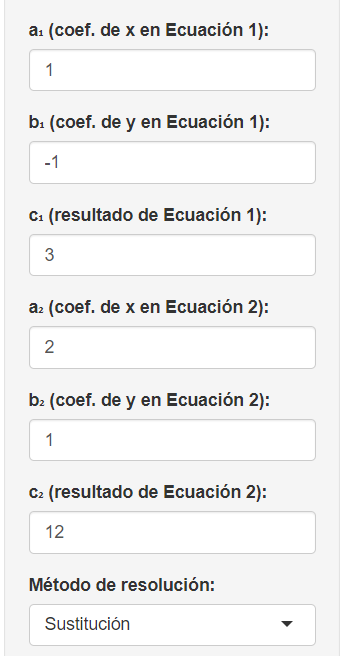 a₁ (coef. de x en Ecuación 1):
1
b₁ (coef. de y en Ecuación 1):
-1
c₁ (resultado de Ecuación 1):
3
a₂ (coef. de x en Ecuación 2):
2
b₂ (coef. de y en Ecuación 2):
1
c₂ (resultado de Ecuación 2):
12
Método de resolución:
Sustitución